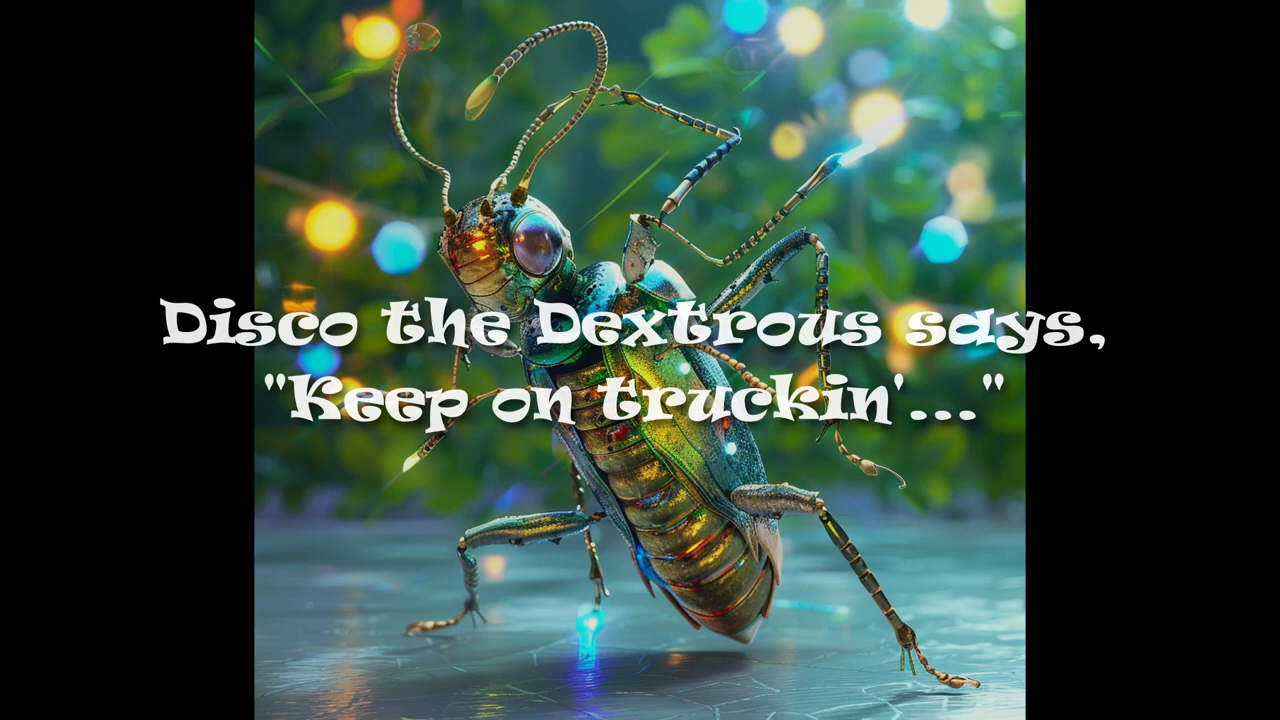 Disco the Dextrous says,
"Keep on truckin'..."